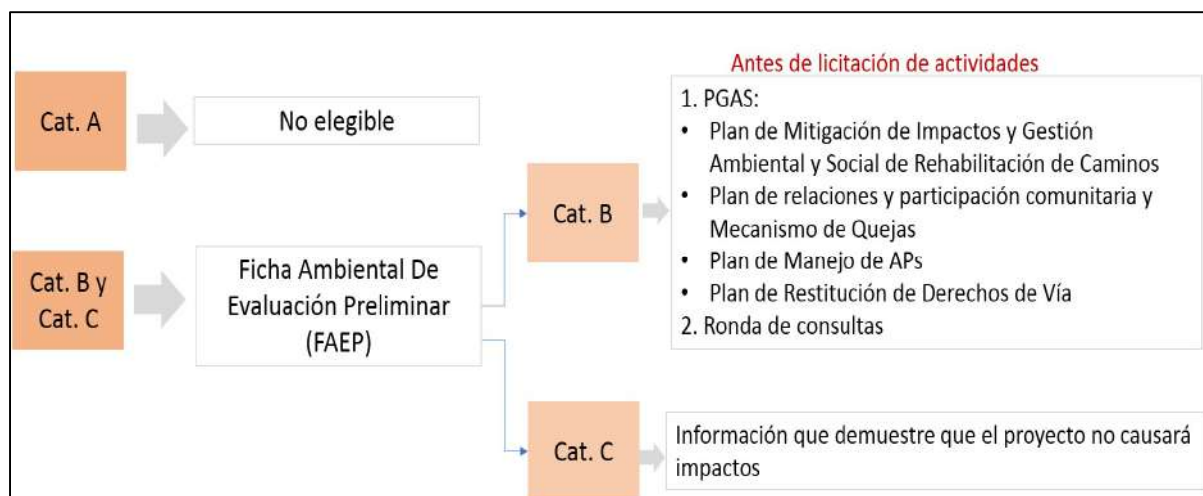 Cat. A
No elegible
Cat. B y
Cat. C
Ficha Ambiental De
Evaluación Preliminar
(FAEP)
Cat. B
Antes de licitación de actividades
1. PGAS:
• Plan de Mitigación de Impactos y Gestión
Ambiental y Social de Rehabilitación de Caminos
• Plan de relaciones y participación comunitaria y
Mecanismo de Quejas
• Plan de Manejo de APs
• Plan de Restitución de Derechos de Vía
2. Ronda de consultas
Cat. C
Información que demuestre que el proyecto no causará
impactos